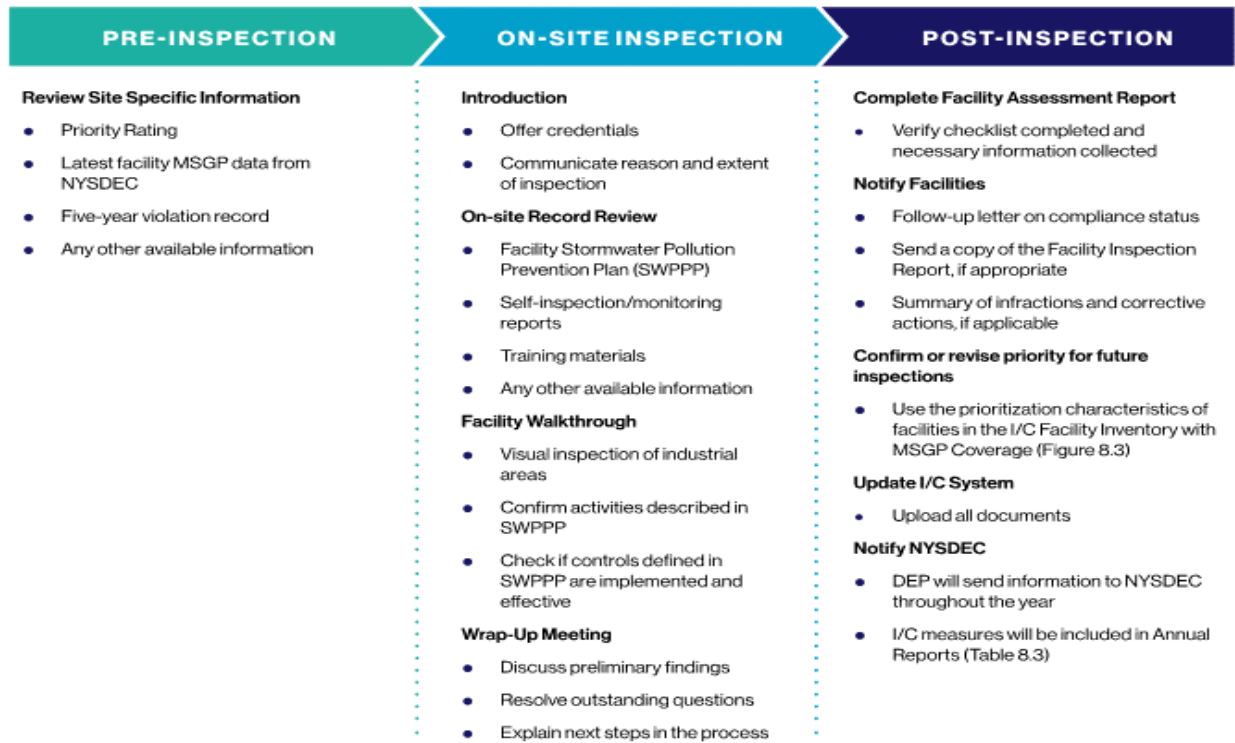 PRE-INSPECTION
ON-SITE INSPECTION
POST-INSPECTION
Review Site Specific Information
• Priority Rating
• Latest facility MSGP data from
NYSDEC
• Five-year violation record
• Any other available information
Introduction
• Offer credentials
• Communicate reason and extent
of inspection
On-site Record Review
• Facility Stormwater Pollution
Prevention Plan (SWPPP)
• Self-inspection/monitoring
reports
• Training materials
• Any other available information
Facility Walkthrough
• Visual inspection of industrial
areas
• Confirm activities described in
SWPPP
• Check if controls defined in
SWPPP are implemented and
effective
Wrap-Up Meeting
• Discuss preliminary findings
• Resolve outstanding questions
• Explain next steps in the process
Complete Facility Assessment Report
• Verify checklist completed and
necessary information collected
Notify Facilities
• Follow-up letter on compliance status
• Send a copy of the Facility Inspection
Report, if appropriate
• Summary of infractions and corrective
actions, if applicable
Confirm or revise priority for future
inspections
• Use the prioritization characteristics of
facilities in the I/C Facility Inventory with
MSGP Coverage (Figure 8.3)
Update I/C System
• Upload all documents
Notify NYSDEC
• DEP will send information to NYSDEC
throughout the year
• I/C measures will be included in Annual
Reports (Table 8.3)